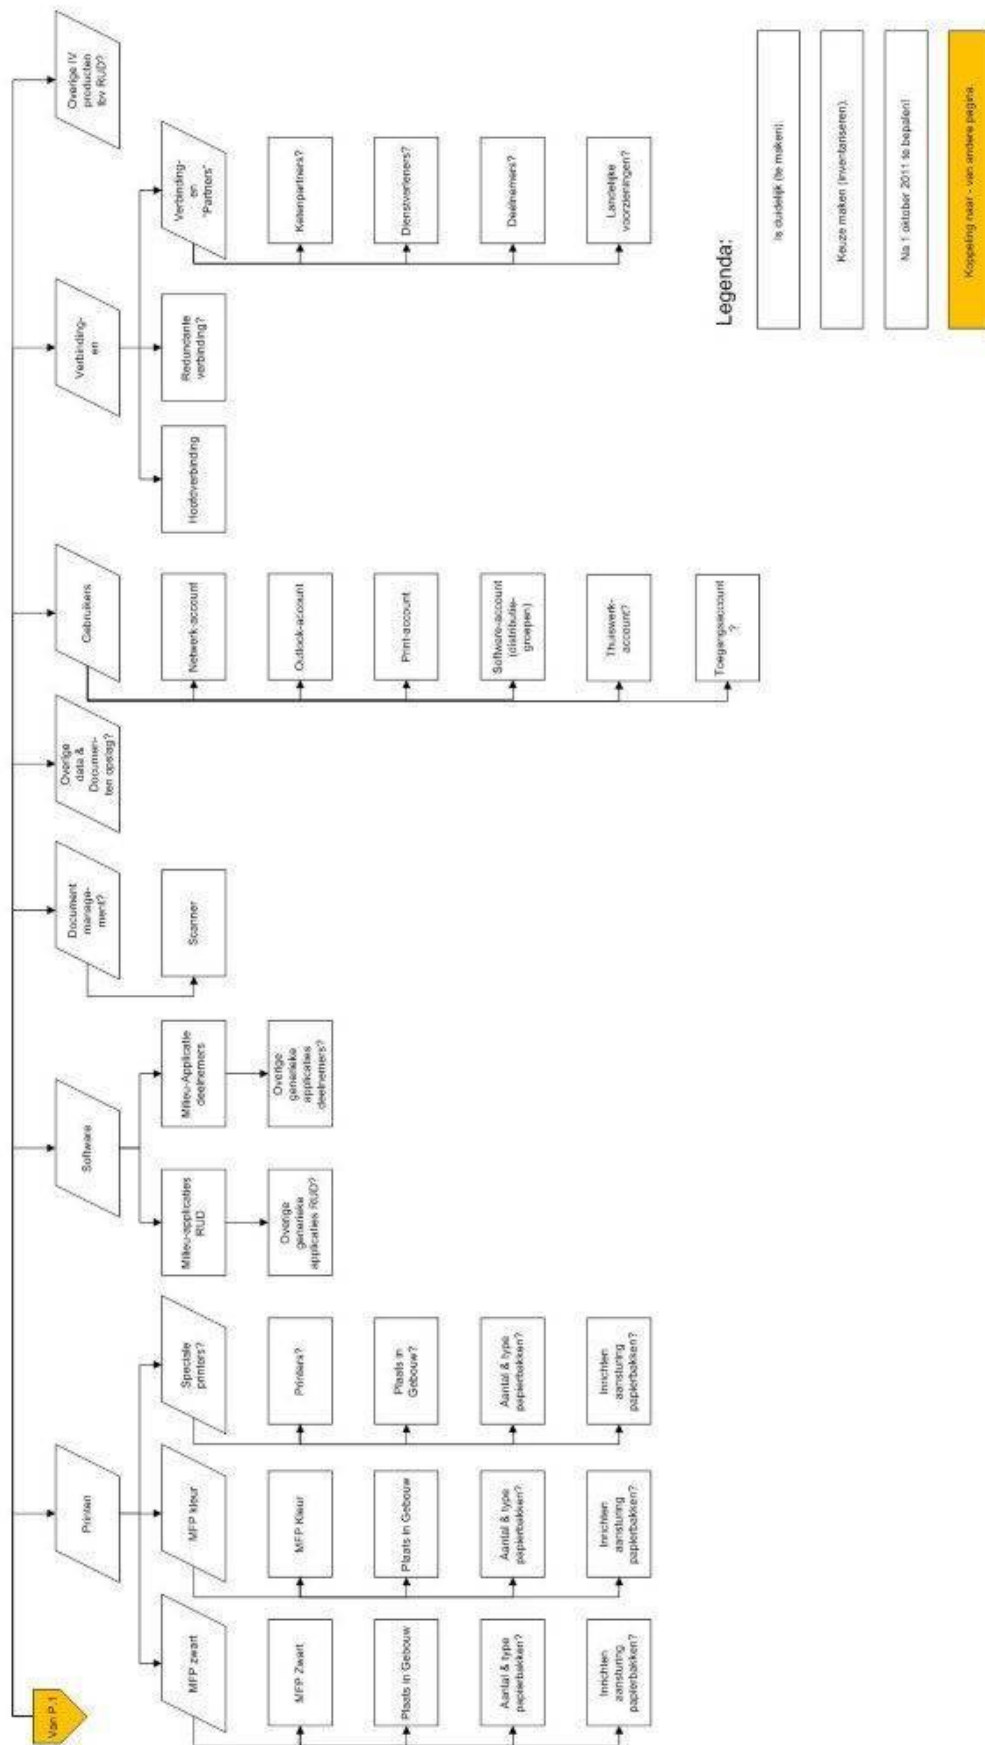 Van P.1
Printen
Software
Document
manage-
ment?
Overige
data &
Documen-
ten opslag?
Gebruikers
Verbinding-
en
Overige IV
producten
tbv RUD?
MFP zwart
MFP Zwart
Plaats in Gebouw
Aantal & type
papierbakken?
Inrichten
aansturing
papierbakken?
MFP kleur
MFP Kleur
Plaats in Gebouw
Aantal & type
papierbakken?
Inrichten
aansturing
papierbakken?
Speciale
printers?
Printers?
Plaats in
Gebouw?
Aantal & type
papierbakken?
Inrichten
aansturing
papierbakken?
Milieu-applicaties
RUD
Overige
generieke
applicaties RUD?
Milieu-Applicatie
deelnemers
Overige
generieke
applicaties
deelnemers?
Scanner
Netwerk-account
Outlook-account
Print-account
Software-account
(distributie-
groepen)
Thuiswerk-
account?
Toegangsaccount
?
Hoofdverbinding
Redundante
verbinding?
Verbinding-
en
"Partners"
Ketenpartners?
Dienstverleners?
Deelnemers?
Landelijke
voorzieningen?
Legenda:
Is duidelijk (te maken).
Keuze maken (inventariseren).
Na 1 oktober 2011 te bepalen!
Koppeling naar - van andere pagina.